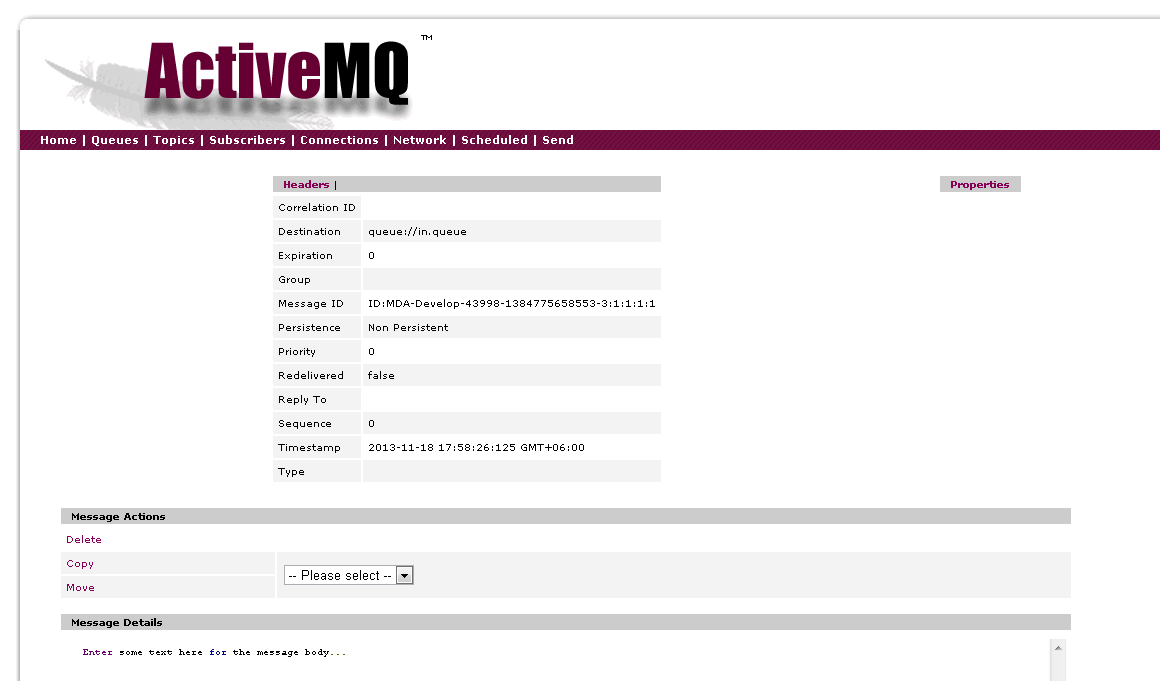 ActiveMQ ™
Home | Queues | Topics | Subscribers | Connections | Network | Scheduled | Send
Headers | Properties
Correlation ID
Destination queue://in.queue
Expiration 0
Group
Message ID ID:MDA-Develop-43998-1384775658553-3:1:1:1:1
Persistence Non Persistent
Priority 0
Redelivered false
Reply To
Sequence 0
Timestamp 2013-11-18 17:58:26:125 GMT+06:00
Type
Message Actions
Delete
Copy
-- Please select --
Move
Message Details
Enter some text here for the message body...